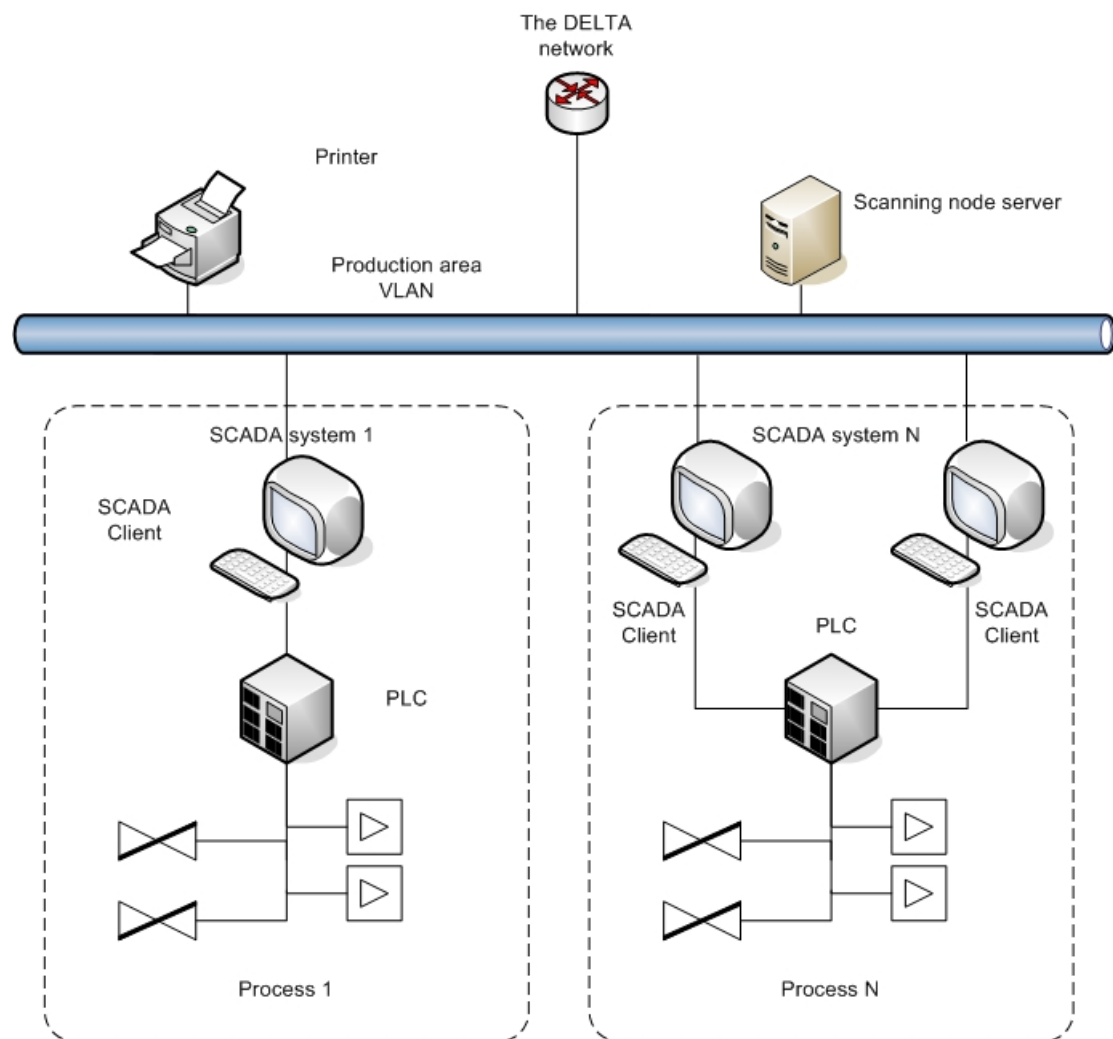 The DELTA
network
Printer
Scanning node server
Production area
VLAN
SCADA system 1
SCADA system N
SCADA
Client
SCADA
Client
SCADA
Client
PLC
PLC
Process 1
Process N